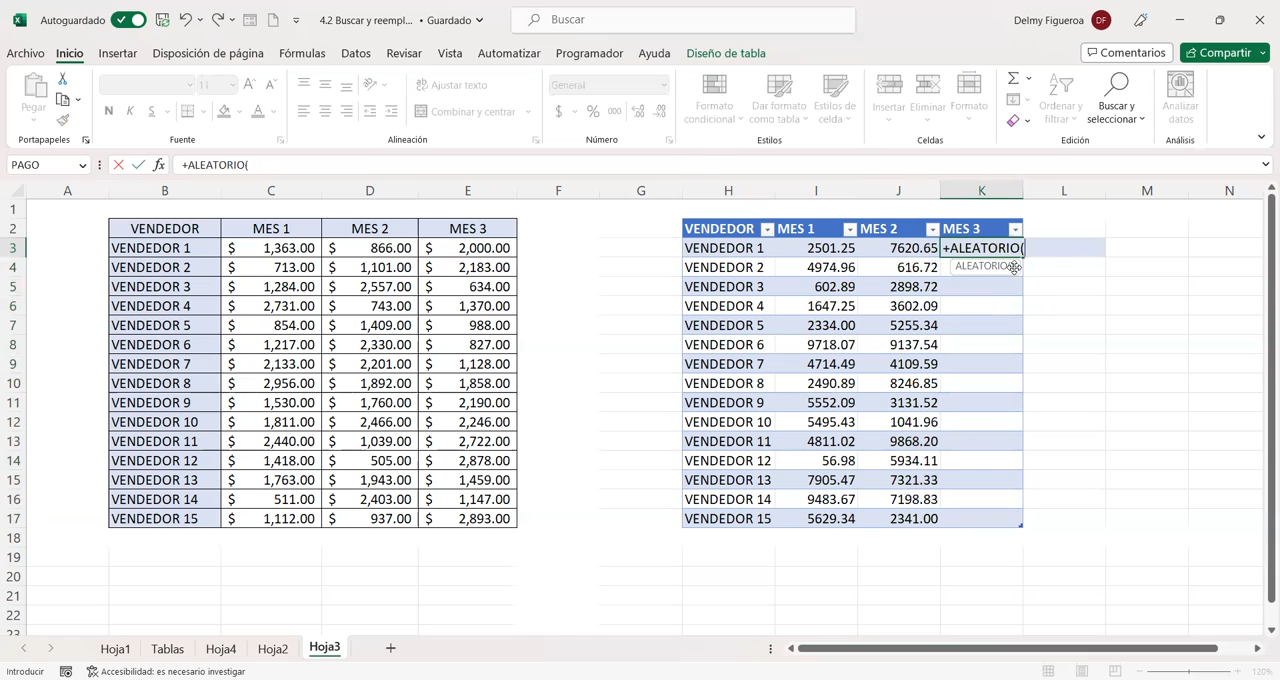 Autoguardado 4.2 Buscar y reempl... • Guardado Buscar Delmy Figueroa DF
Archivo Inicio Insertar Disposición de página Fórmulas Datos Revisar Vista Automatizar Programador Ayuda Diseño de tabla Comentarios Compartir
Pegar 11 Ajustar texto General Formato condicional Dar formato como tabla Estilos de celda Insertar Eliminar Formato Ordenar y filtrar Buscar y seleccionar Analizar datos
N K S Combinar y centrar $ % 000
Portapapeles Fuente Alineación Número Estilos Celdas Edición Análisis
PAGO fx +ALEATORIO(
A B C D E F G H I J K L M N
1
2 VENDEDOR MES 1 MES 2 MES 3 VENDEDOR MES 1 MES 2 MES 3
3 VENDEDOR 1 $ 1,363.00 $ 866.00 $ 2,000.00 VENDEDOR 1 2501.25 7620.65 +ALEATORIO(
4 VENDEDOR 2 $ 713.00 $ 1,101.00 $ 2,183.00 VENDEDOR 2 4974.96 616.72 ALEATORIO()
5 VENDEDOR 3 $ 1,284.00 $ 2,557.00 $ 634.00 VENDEDOR 3 602.89 2898.72
6 VENDEDOR 4 $ 2,731.00 $ 743.00 $ 1,370.00 VENDEDOR 4 1647.25 3602.09
7 VENDEDOR 5 $ 854.00 $ 1,409.00 $ 988.00 VENDEDOR 5 2334.00 5255.34
8 VENDEDOR 6 $ 1,217.00 $ 2,330.00 $ 827.00 VENDEDOR 6 9718.07 9137.54
9 VENDEDOR 7 $ 2,133.00 $ 2,201.00 $ 1,128.00 VENDEDOR 7 4714.49 4109.59
10 VENDEDOR 8 $ 2,956.00 $ 1,892.00 $ 1,858.00 VENDEDOR 8 2490.89 8246.85
11 VENDEDOR 9 $ 1,530.00 $ 1,760.00 $ 2,190.00 VENDEDOR 9 5552.09 3131.52
12 VENDEDOR 10 $ 1,811.00 $ 2,466.00 $ 2,246.00 VENDEDOR 10 5495.43 1041.96
13 VENDEDOR 11 $ 2,440.00 $ 1,039.00 $ 2,722.00 VENDEDOR 11 4811.02 9868.20
14 VENDEDOR 12 $ 1,418.00 $ 505.00 $ 2,878.00 VENDEDOR 12 56.98 5934.11
15 VENDEDOR 13 $ 1,763.00 $ 1,943.00 $ 1,459.00 VENDEDOR 13 7905.47 7321.33
16 VENDEDOR 14 $ 511.00 $ 2,403.00 $ 1,147.00 VENDEDOR 14 9483.67 7198.83
17 VENDEDOR 15 $ 1,112.00 $ 937.00 $ 2,893.00 VENDEDOR 15 5629.34 2341.00
18
19
20
21
22
23
Hoja1 Tablas Hoja4 Hoja2 Hoja3
Introducir Accesibilidad: es necesario investigar 120%